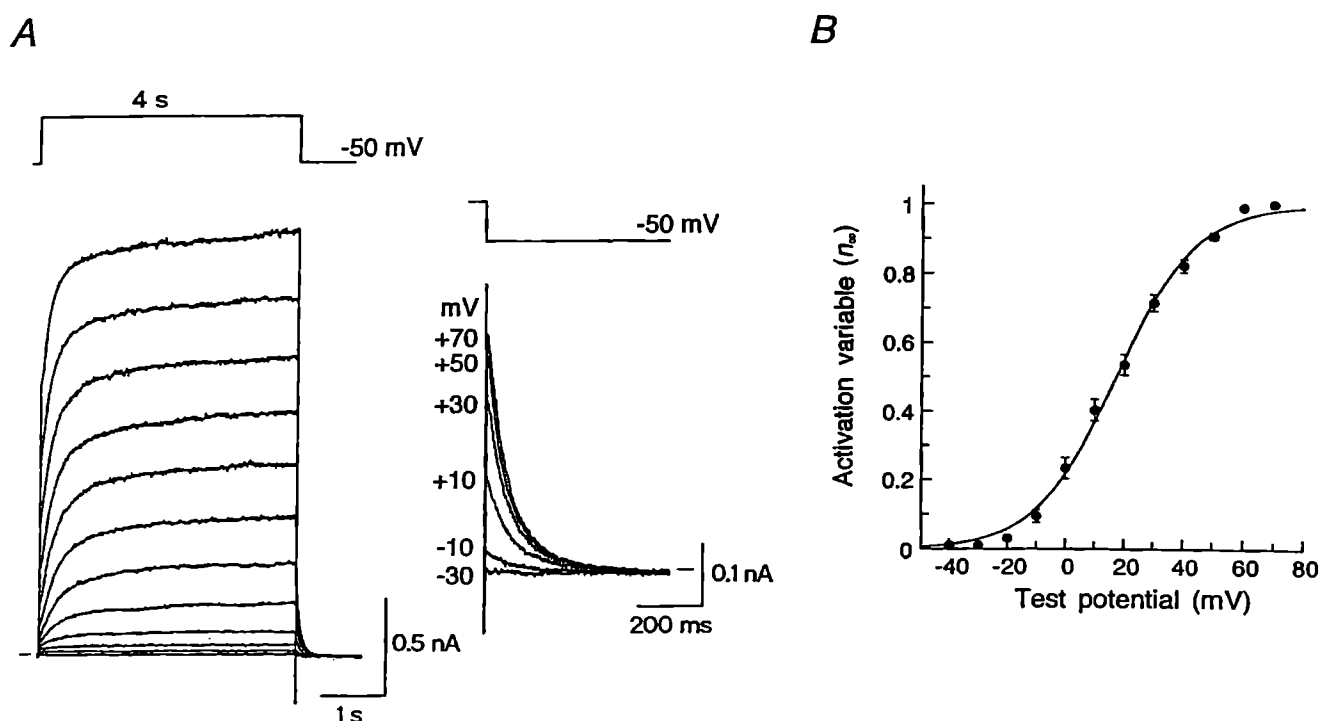 A
4 s
-50 mV
0.5 nA
1 s
-50 mV
mV
+70
+50
+30
+10
-10
-30
0.1 nA
200 ms
B
Activation variable (n∞)
1
0.8
0.6
0.4
0.2
0
-40 -20 0 20 40 60 80
Test potential (mV)